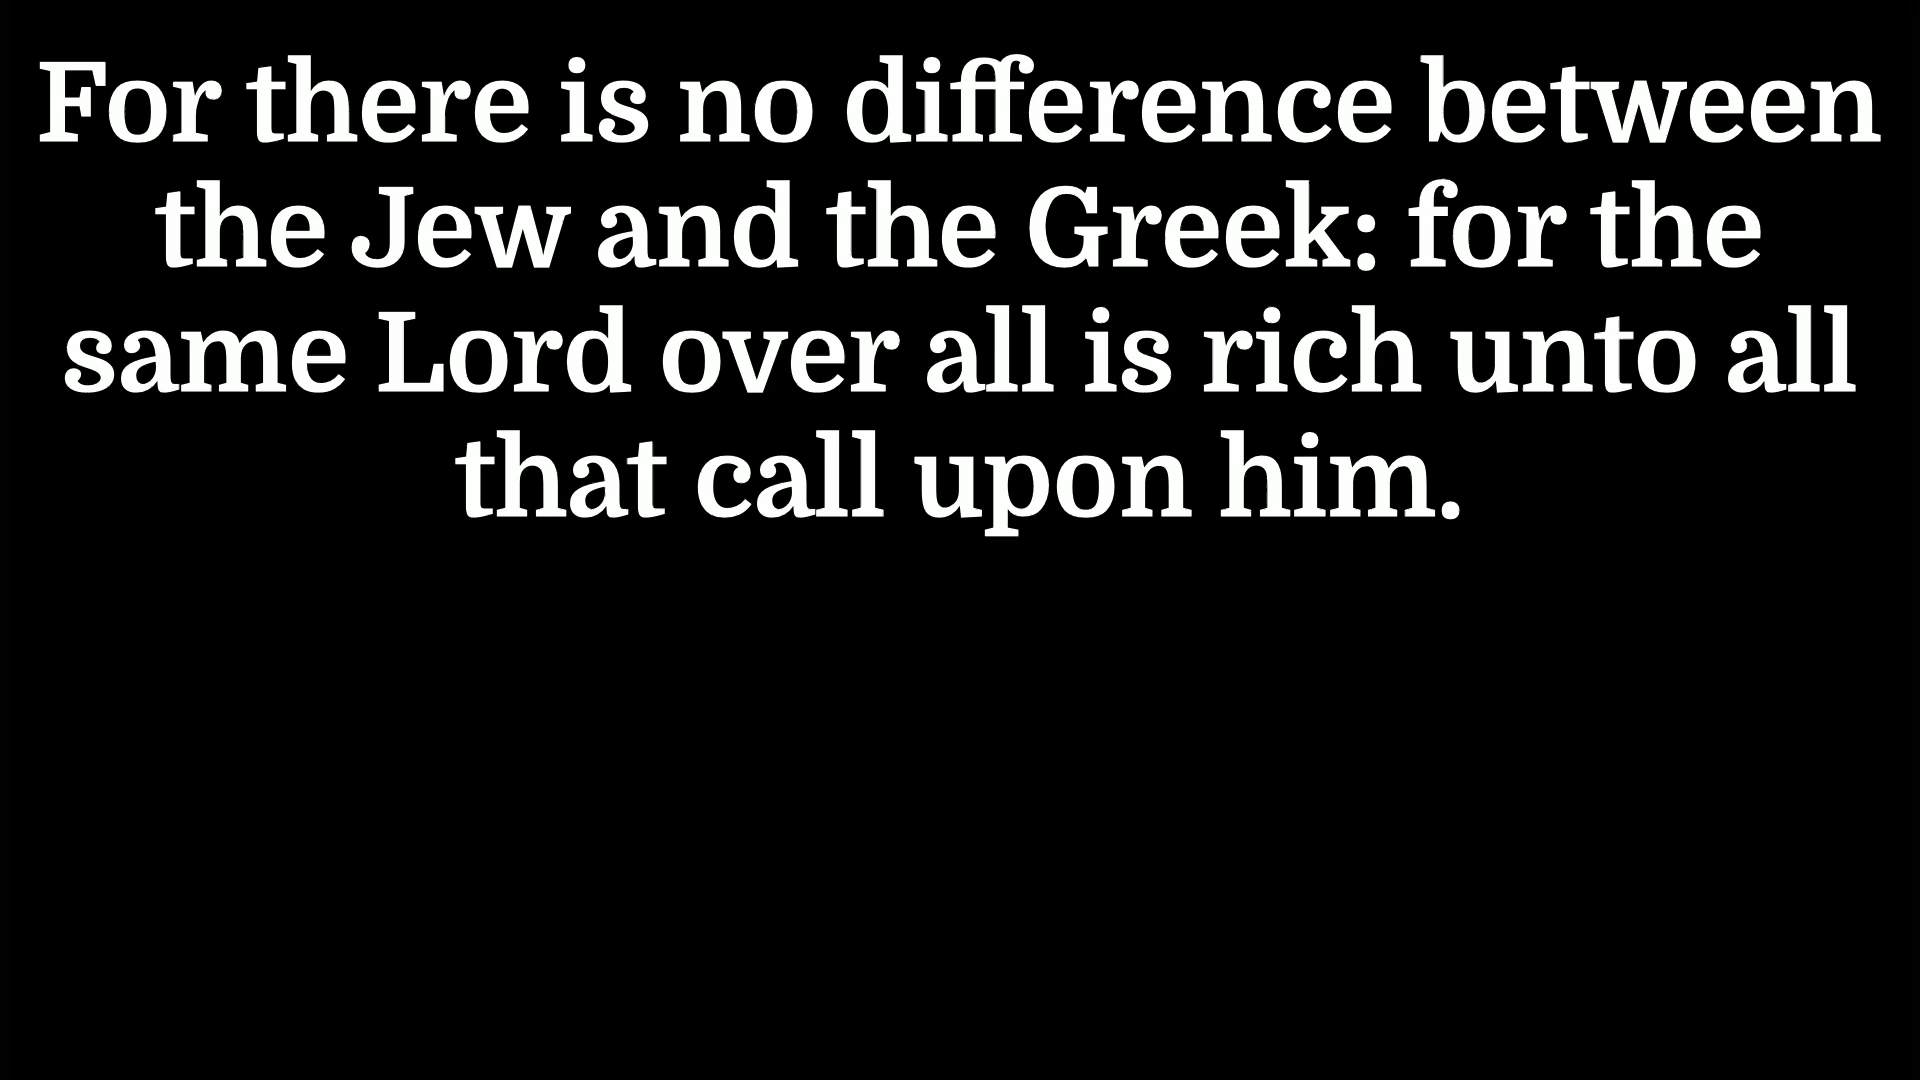 For there is no difference between
the Jew and the Greek: for the
same Lord over all is rich unto all
that call upon him.